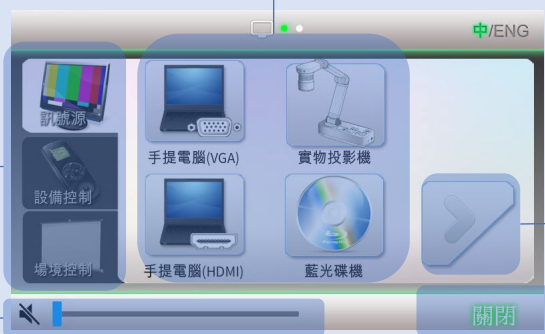 中/ENG
訊號源
設備控制
場境控制
手提電腦(VGA)
實物投影機
手提電腦(HDMI)
藍光碟機
關閉